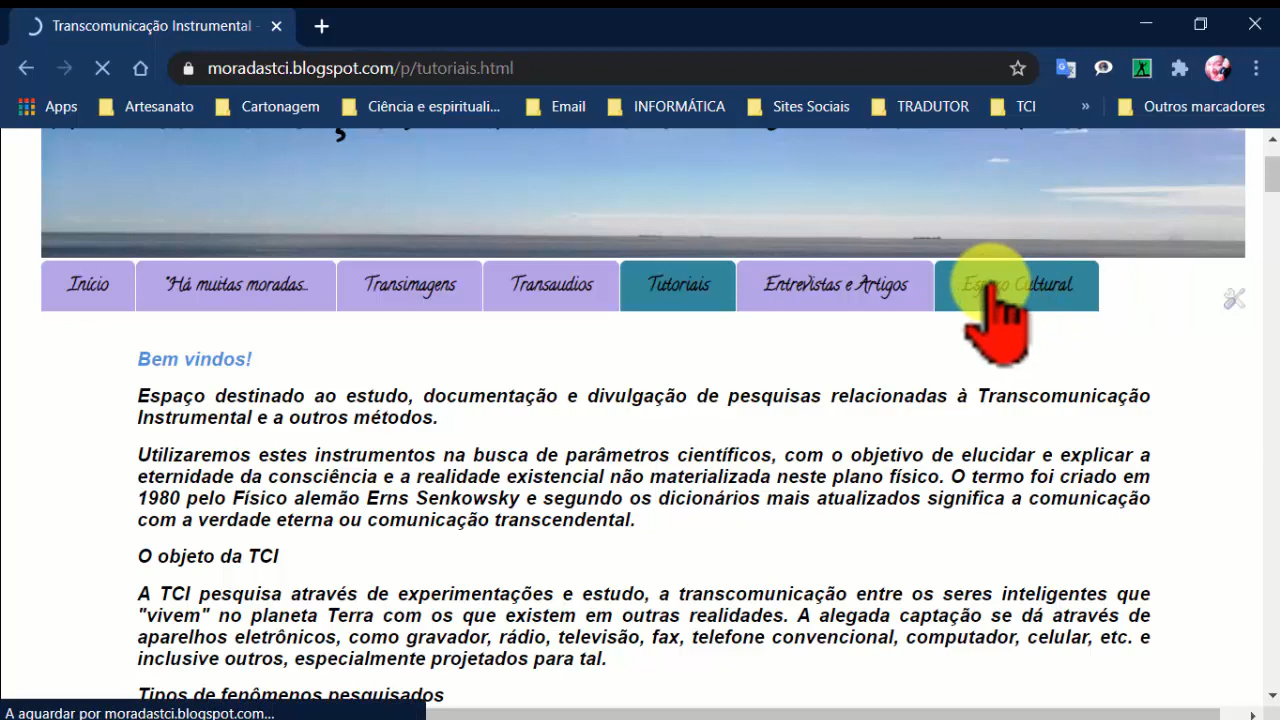 Transcomunicação Instrumental -
moradastci.blogspot.com/p/tutoriais.html
Apps Artesanato Cartonagem Ciência e espirituali... Email INFORMÁTICA Sites Sociais TRADUTOR TCI » Outros marcadores
Início "Há muitas moradas.. Transimagens Transaudios Tutoriais Entrevistas e Artigos Espaço Cultural
Bem vindos!
Espaço destinado ao estudo, documentação e divulgação de pesquisas relacionadas à Transcomunicação
Instrumental e a outros métodos.
Utilizaremos estes instrumentos na busca de parâmetros científicos, com o objetivo de elucidar e explicar a
eternidade da consciência e a realidade existencial não materializada neste plano físico. O termo foi criado em
1980 pelo Físico alemão Erns Senkowsky e segundo os dicionários mais atualizados significa a comunicação
com a verdade eterna ou comunicação transcendental.
O objeto da TCI
A TCI pesquisa através de experimentações e estudo, a transcomunicação entre os seres inteligentes que
"vivem" no planeta Terra com os que existem em outras realidades. A alegada captação se dá através de
aparelhos eletrônicos, como gravador, rádio, televisão, fax, telefone convencional, computador, celular, etc. e
inclusive outros, especialmente projetados para tal.
Tipos de fenômenos pesquisados
A aguardar por moradastci.blogspot.com...